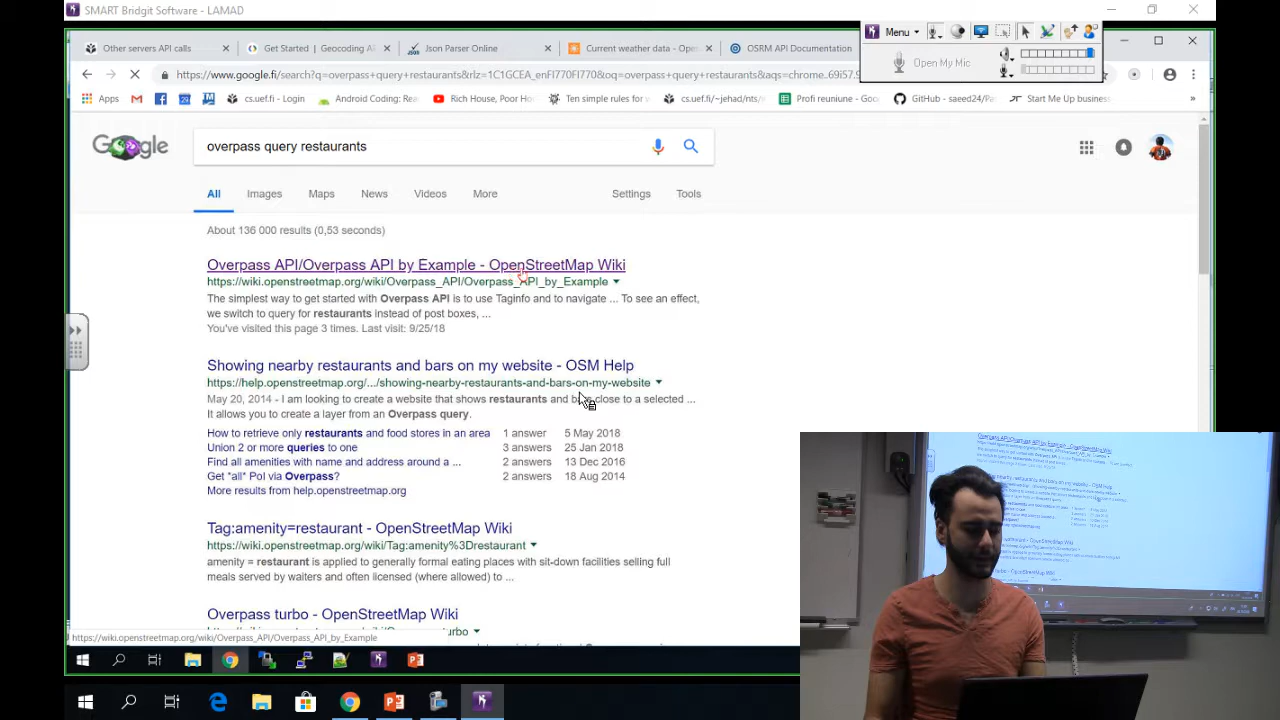 SMART Bridgit Software - LAMAD
Menu
Open My Mic
Other servers API calls
Get Started | Geocoding AI
Json Parser Online
Current weather data - Open
OSRM API Documentation
https://www.google.fi/search?q=overpass+query+restaurants&rlz=1C1GCEA_enFI770FI770&oq=overpass+query+restaurants&aqs=chrome..69i57.9
Apps
cs.uef.fi - Login
Android Coding: Rea
Rich House, Poor Ho
Ten simple rules fo
cs.uef.fi/~jehad/nts/
Profi reuniune - Goo
GitHub - saeed24/Pa
Start Me Up busines
Google
overpass query restaurants
All Images Maps News Videos More Settings Tools
About 136 000 results (0,53 seconds)
Overpass API/Overpass API by Example - OpenStreetMap Wiki
https://wiki.openstreetmap.org/wiki/Overpass_API/Overpass_API_by_Example
The simplest way to get started with Overpass API is to use Taginfo and to navigate ... To see an effect,
we switch to query for restaurants instead of post boxes, ...
You've visited this page 3 times. Last visit: 9/25/18
Showing nearby restaurants and bars on my website - OSM Help
https://help.openstreetmap.org/.../showing-nearby-restaurants-and-bars-on-my-website
May 20, 2014 - I am looking to create a website that shows restaurants and bars close to a selected ...
It allows you to create a layer from an Overpass query.
How to retrieve only restaurants and food stores in an area 1 answer 5 May 2018
Union 2 or more queries to one 3 answers 25 Jan 2018
Find all amenities with name and address around a ... 2 answers 13 Dec 2016
Get "all" PoI via Overpass? 2 answers 18 Aug 2014
More results from help.openstreetmap.org
Tag:amenity=restaurant - OpenStreetMap Wiki
https://wiki.openstreetmap.org/wiki/Tag:amenity%3Drestaurant
amenity = restaurant is applied to generally formal eating places with sit-down facilities selling full
meals served by waiters and often licensed (where allowed) to ...
Overpass turbo - OpenStreetMap Wiki
turbo
https://wiki.openstreetmap.org/wiki/Overpass_API/Overpass_API_by_Example